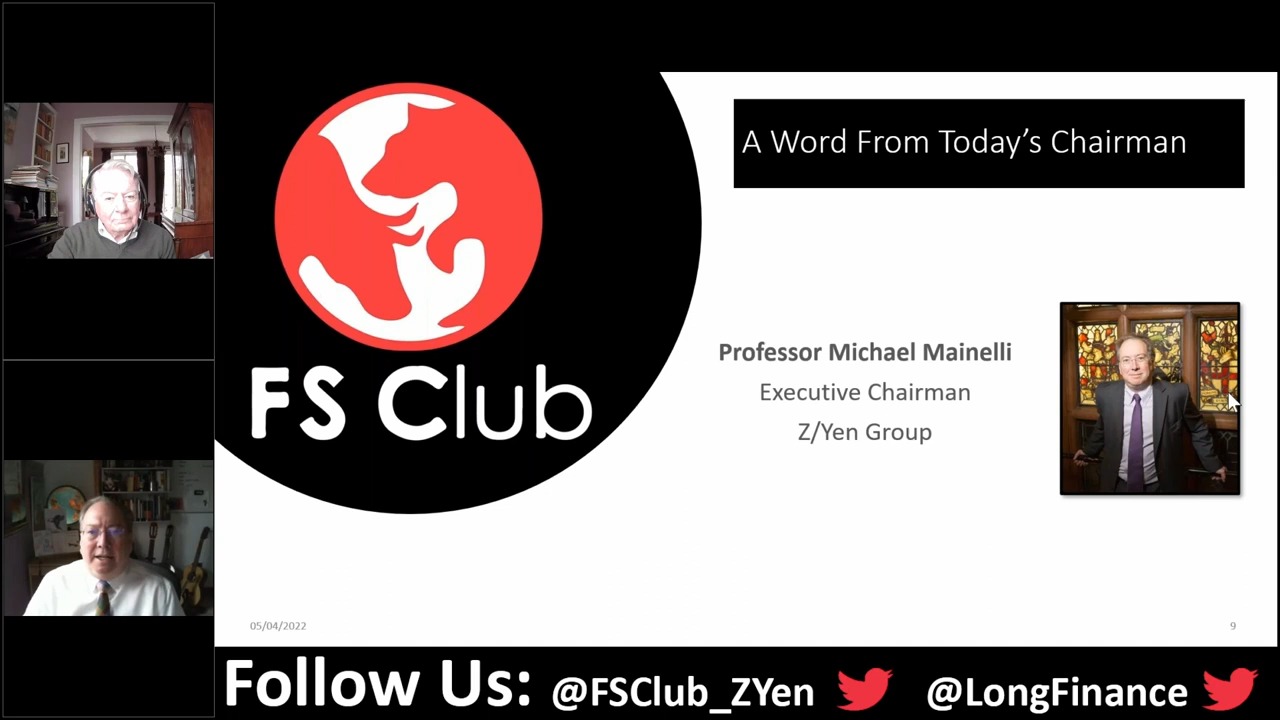 A Word From Today's Chairman
FS Club
Professor Michael Mainelli
Executive Chairman
Z/Yen Group
05/04/2022
9
Follow Us: @FSClub_ZYen @LongFinance